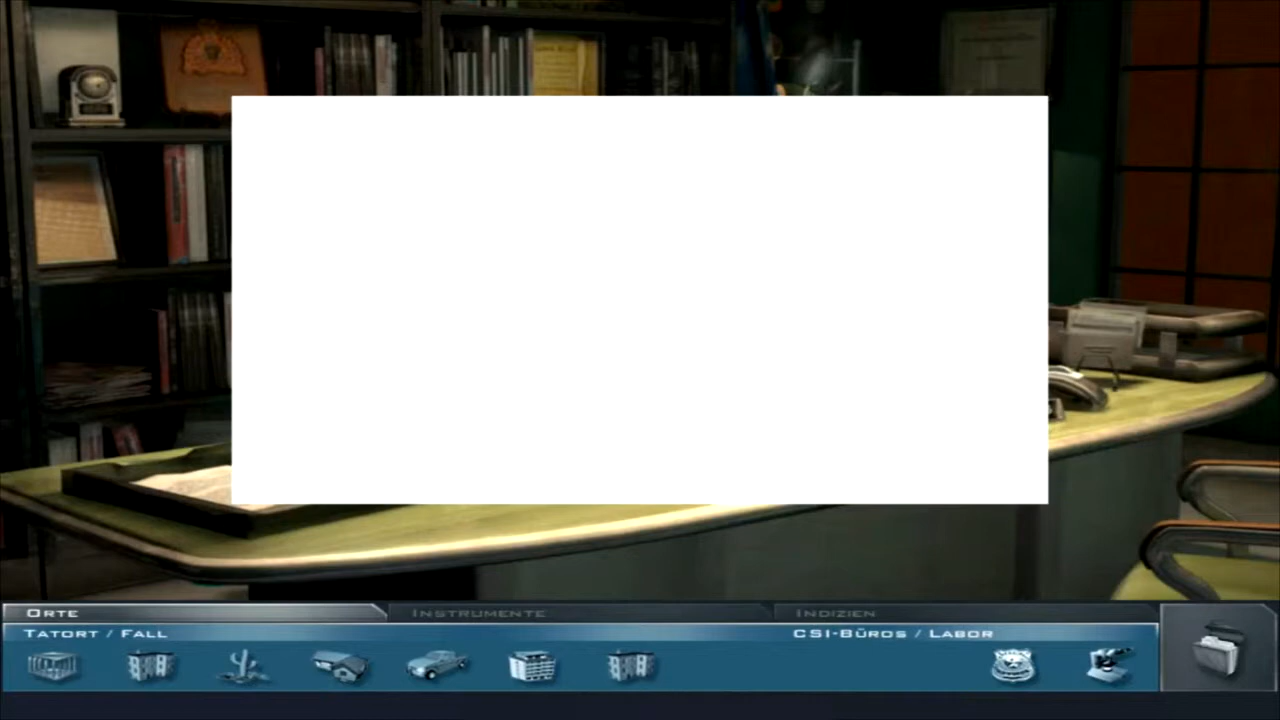 Orte
Instrumente
Indizien
Tatort / Fall
CSI-Büros / Labor